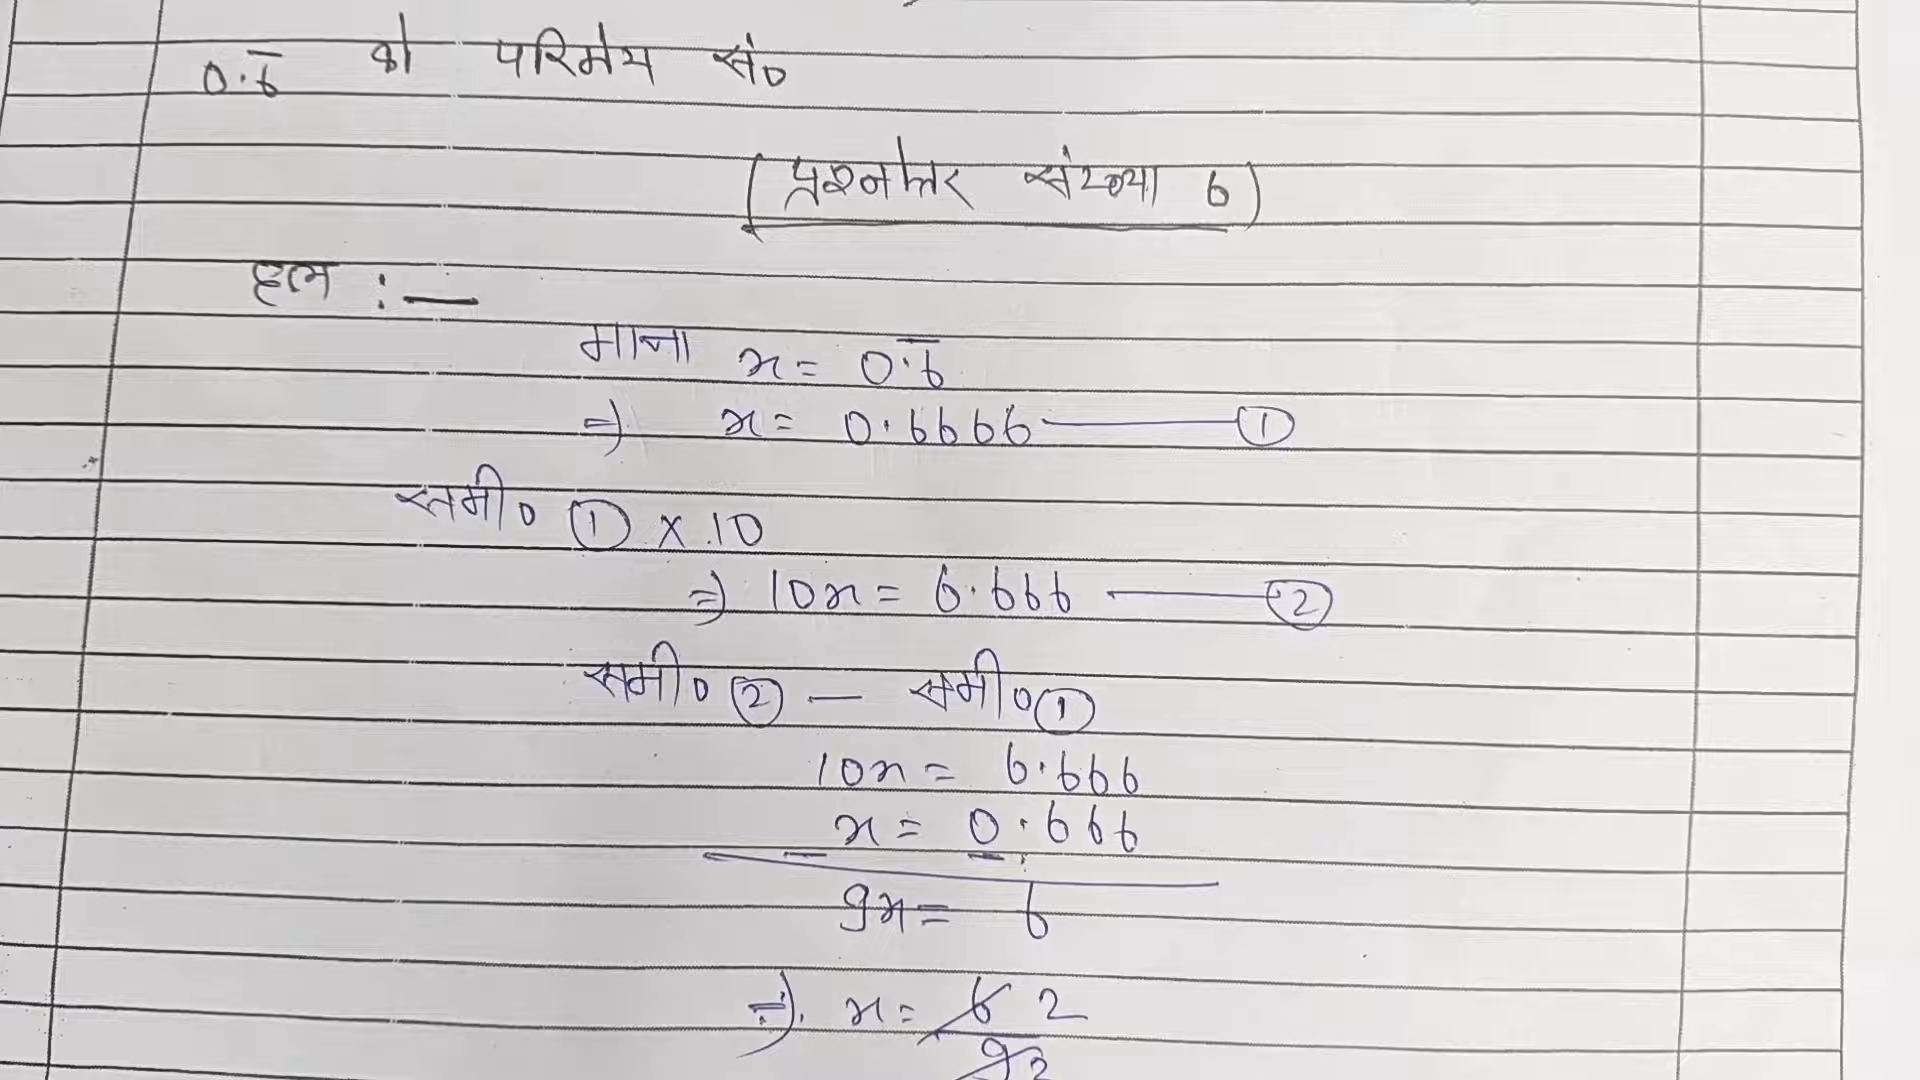 0.6̅ को परिमेय सं०
(प्रश्नोत्तर संख्या 6)
हल :—
माना x = 0.6̅
⇒ x = 0.6666 — ①
समी० ① × 10
⇒ 10x = 6.666 — ②
समी० ② — समी० ①
10x = 6.666
x = 0.666
9x = 6
⇒ x = 6 2
9 3